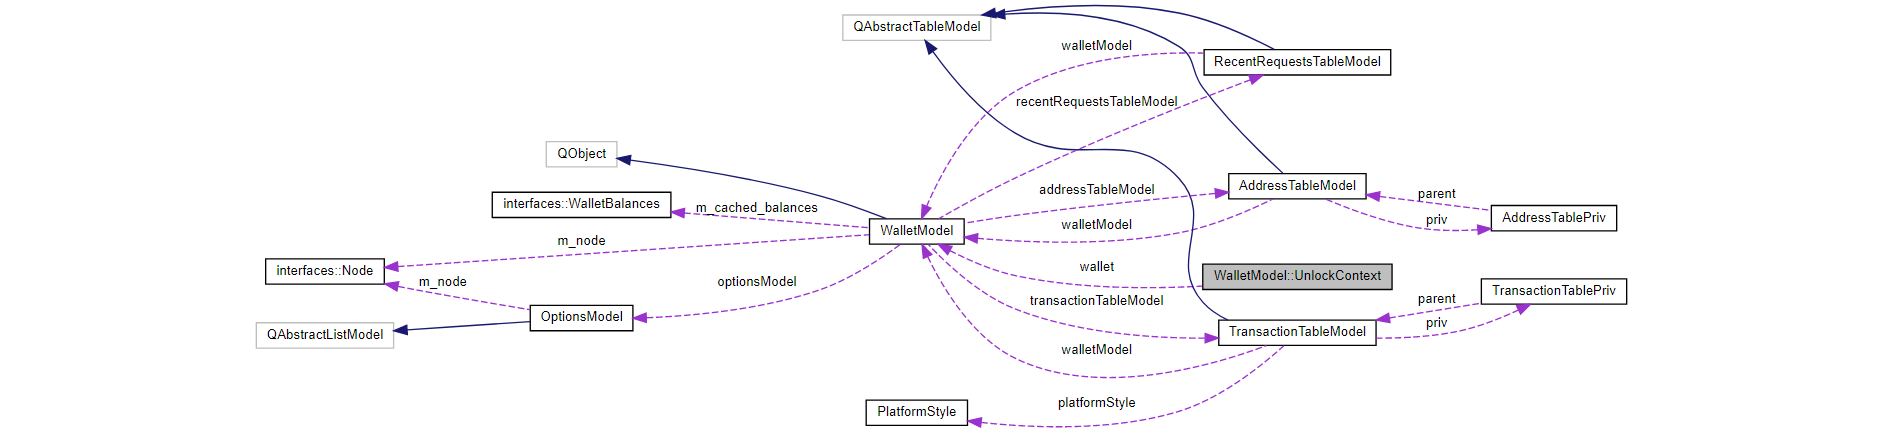 QAbstractTableModel
walletModel
RecentRequestsTableModel
recentRequestsTableModel
QObject
addressTableModel
AddressTableModel
parent
interfaces::WalletBalances
m_cached_balances
priv
AddressTablePriv
WalletModel
walletModel
m_node
interfaces::Node
m_node
optionsModel
wallet
WalletModel::UnlockContext
transactionTableModel
parent
TransactionTablePriv
OptionsModel
priv
QAbstractListModel
TransactionTableModel
walletModel
PlatformStyle
platformStyle